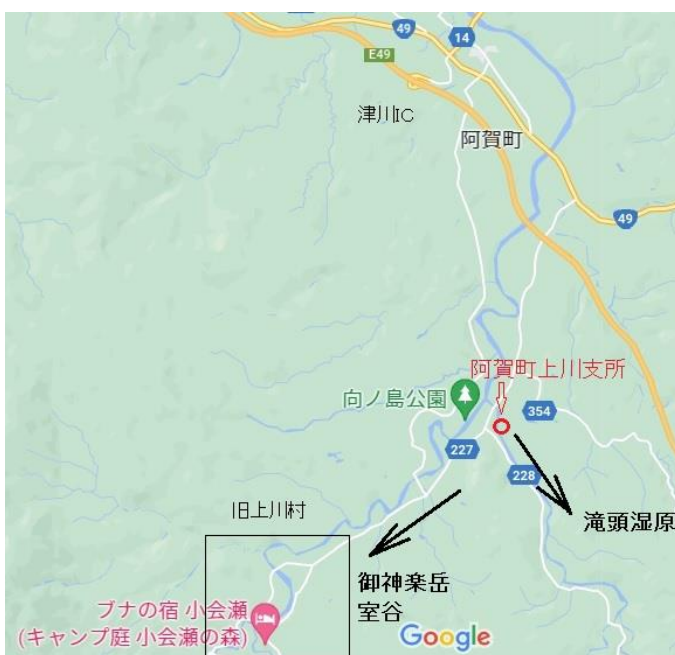 49
14
E49
津川IC
阿賀町
49
阿賀町上川支所
向ノ島公園
354
227
228
旧上川村
滝頭湿原
御神楽岳
室谷
ブナの宿 小会瀬
(キャンプ庭 小会瀬の森)
Google